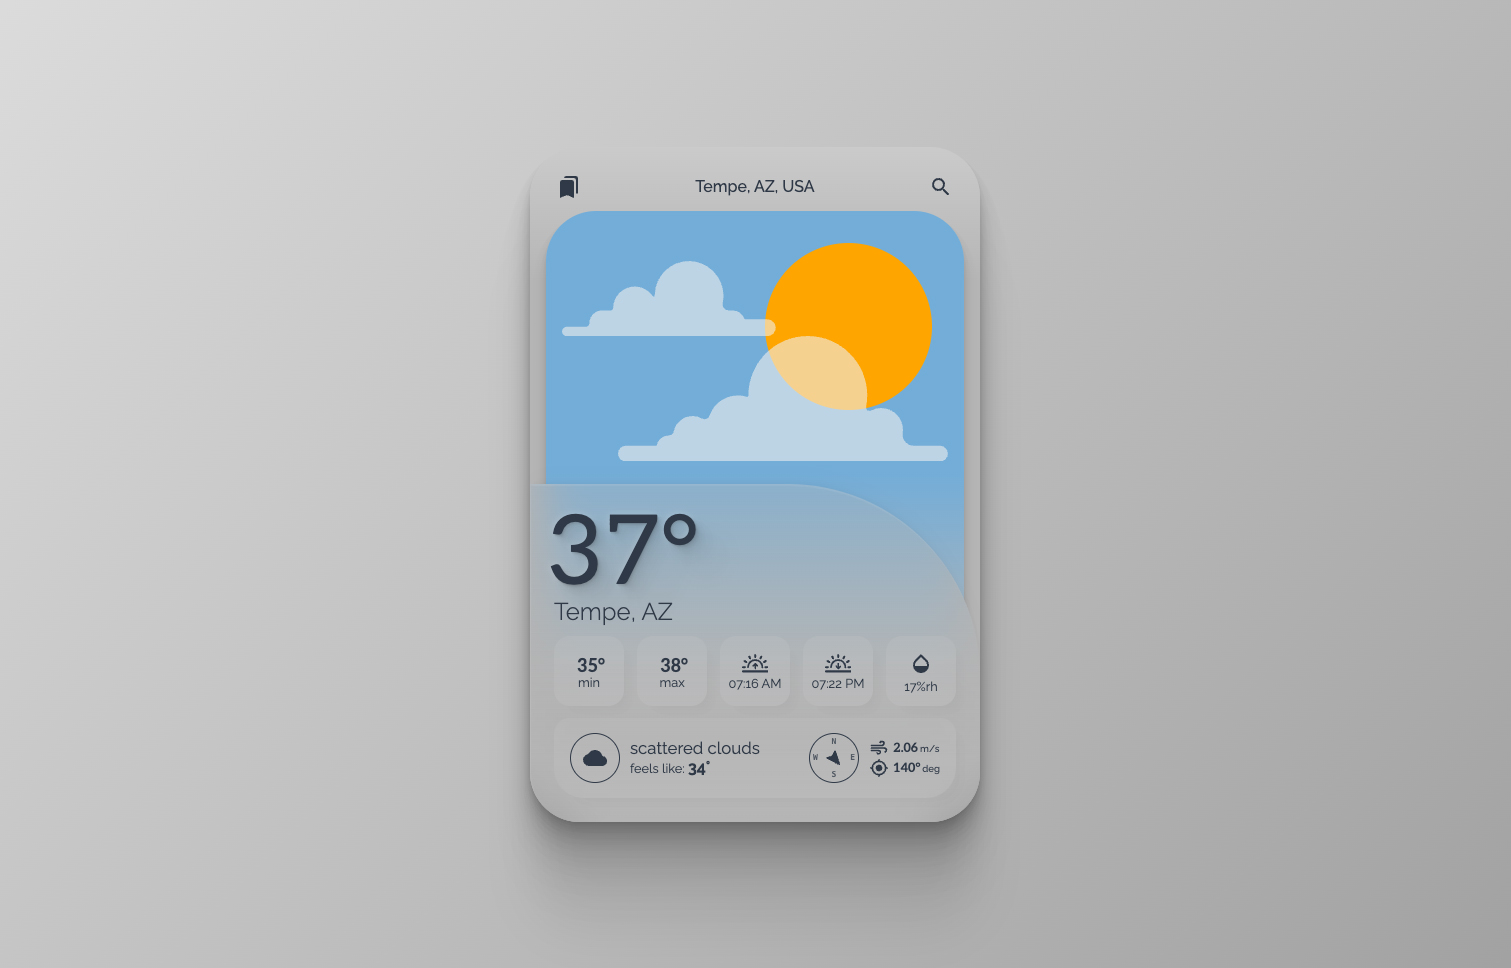 Tempe, AZ, USA
37°
Tempe, AZ
35°
min
38°
max
07:16 AM
07:22 PM
17%rh
scattered clouds
feels like: 34°
N
W E
S
2.06 m/s
140° deg